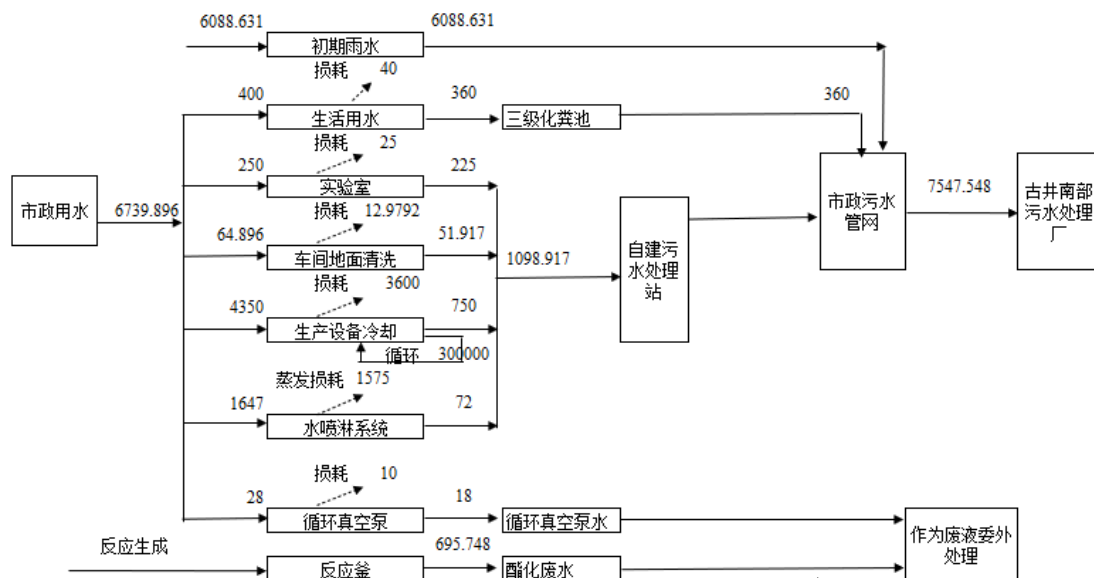 6088.631
初期雨水
6088.631
损耗
40
400
生活用水
360
三级化粪池
360
损耗
25
250
实验室
225
市政用水
6739.896
损耗
12.9792
64.896
车间地面清洗
51.917
1098.917
自建污
水处理
站
市政污水
管网
7547.548
古井南部
污水处理
厂
损耗
3600
4350
生产设备冷却
750
循环
300000
蒸发损耗
1575
1647
水喷淋系统
72
损耗
10
28
循环真空泵
18
循环真空泵水
作为废液委外
处理
反应生成
反应釜
695.748
酯化废水